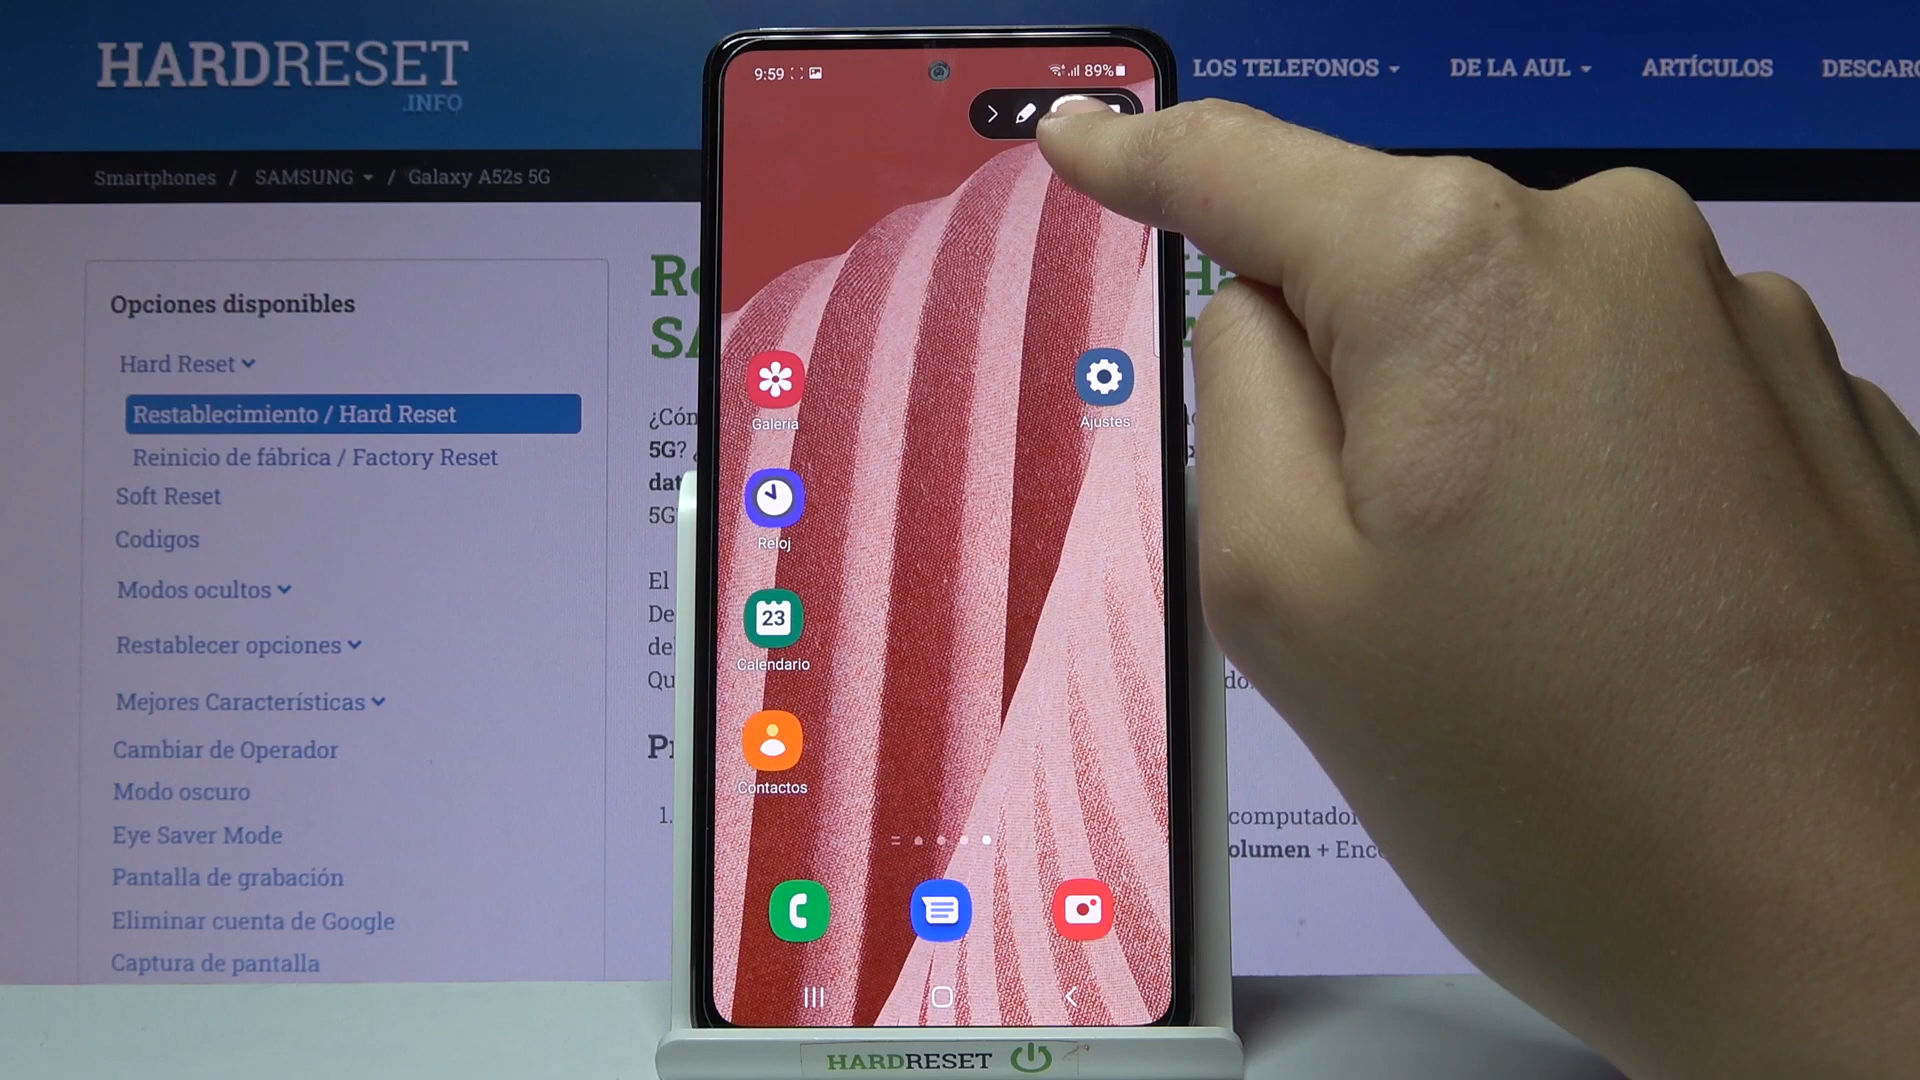 HARDRESET
.INFO
LOS TELEFONOS
DE LA AUL
ARTÍCULOS
Smartphones / SAMSUNG / Galaxy A52s 5G
Opciones disponibles
Hard Reset
Restablecimiento / Hard Reset
Reinicio de fábrica / Factory Reset
Soft Reset
Codigos
Modos ocultos
Restablecer opciones
Mejores Características
Cambiar de Operador
Modo oscuro
Eye Saver Mode
Pantalla de grabación
Eliminar cuenta de Google
Captura de pantalla
5G?
El
1.
computador
+
9:59
89%
Galería
Ajustes
Reloj
23
Calendario
Contactos
HARDRESET